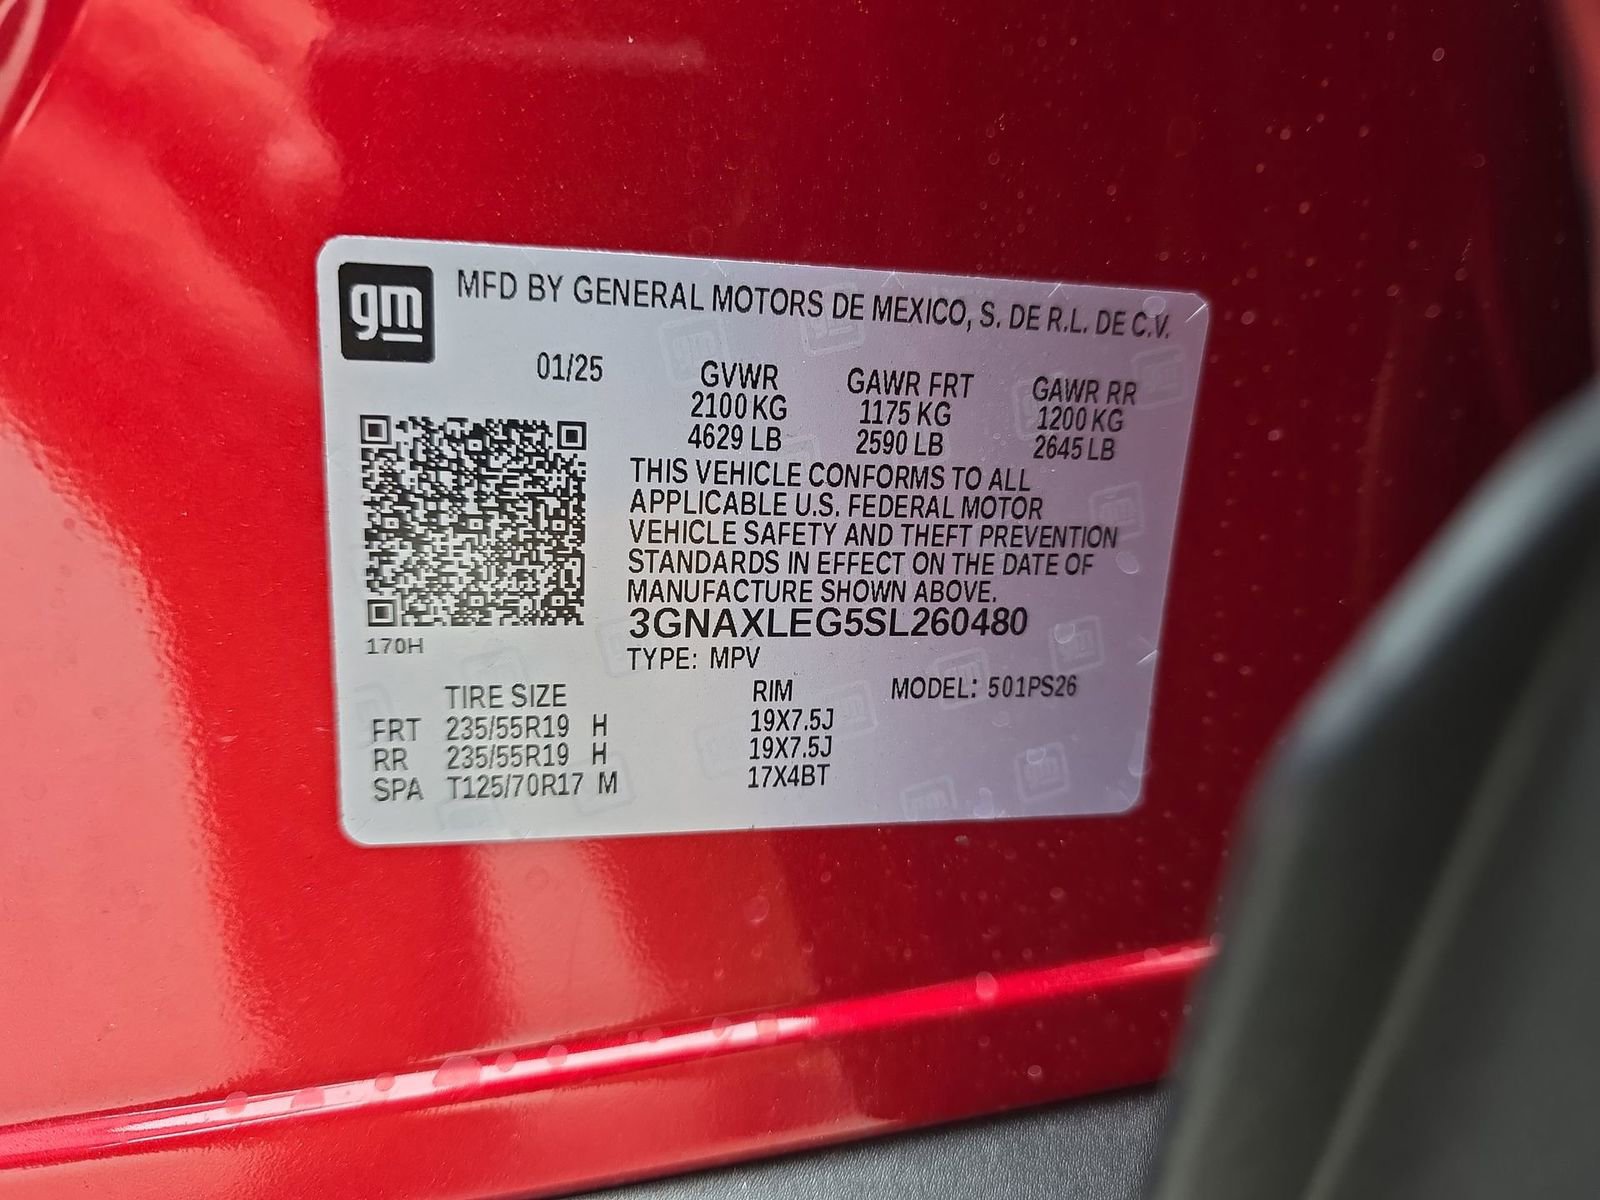 gm MFD BY GENERAL MOTORS DE MEXICO, S. DE R.L. DE C.V.
01/25 GVWR GAWR FRT GAWR RR
2100 KG 1175 KG 1200 KG
4629 LB 2590 LB 2645 LB
THIS VEHICLE CONFORMS TO ALL
APPLICABLE U.S. FEDERAL MOTOR
VEHICLE SAFETY AND THEFT PREVENTION
STANDARDS IN EFFECT ON THE DATE OF
MANUFACTURE SHOWN ABOVE.
3GNAXLEG5SL260480
170H
TYPE: MPV
TIRE SIZE RIM MODEL: 501PS26
FRT 235/55R19 H 19X7.5J
RR 235/55R19 H 19X7.5J
SPA T125/70R17 M 17X4BT